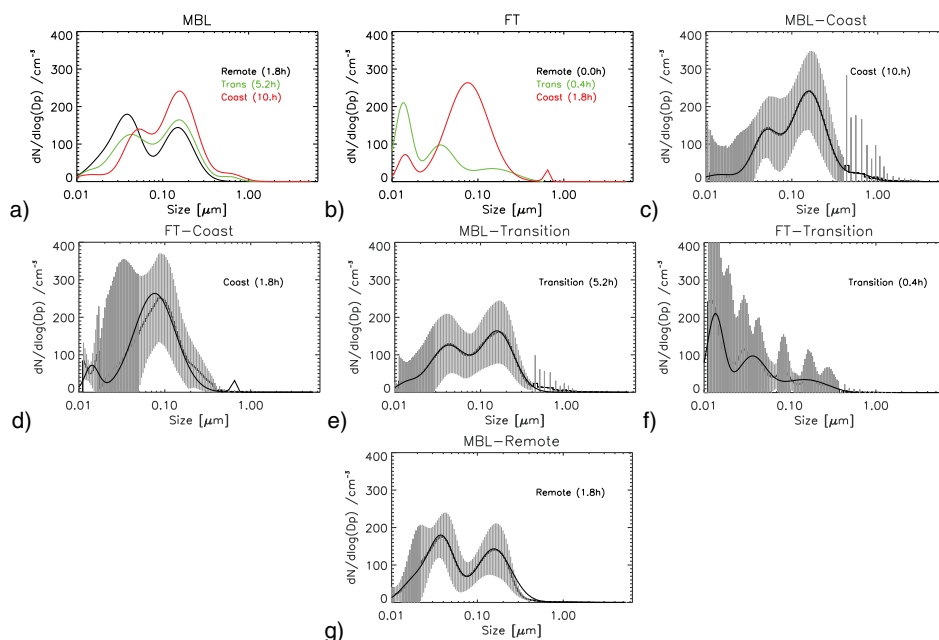 MBL
dN/dlog(Dp) /cm⁻³
400
300
200
100
0
Remote (1.8h)
Trans (5.2h)
Coast (10.h)
0.01
0.10
1.00
Size [μm]
a)
FT
dN/dlog(Dp) /cm⁻³
400
300
200
100
0
Remote (0.0h)
Trans (0.4h)
Coast (1.8h)
0.01
0.10
1.00
Size [μm]
b)
MBL-Coast
dN/dlog(Dp) /cm⁻³
400
300
200
100
0
Coast (10.h)
0.01
0.10
1.00
Size [μm]
c)
FT-Coast
dN/dlog(Dp) /cm⁻³
400
300
200
100
0
Coast (1.8h)
0.01
0.10
1.00
Size [μm]
d)
MBL-Transition
dN/dlog(Dp) /cm⁻³
400
300
200
100
0
Transition (5.2h)
0.01
0.10
1.00
Size [μm]
e)
FT-Transition
dN/dlog(Dp) /cm⁻³
400
300
200
100
0
Transition (0.4h)
0.01
0.10
1.00
Size [μm]
f)
MBL-Remote
dN/dlog(Dp) /cm⁻³
400
300
200
100
0
Remote (1.8h)
0.01
0.10
1.00
Size [μm]
g)